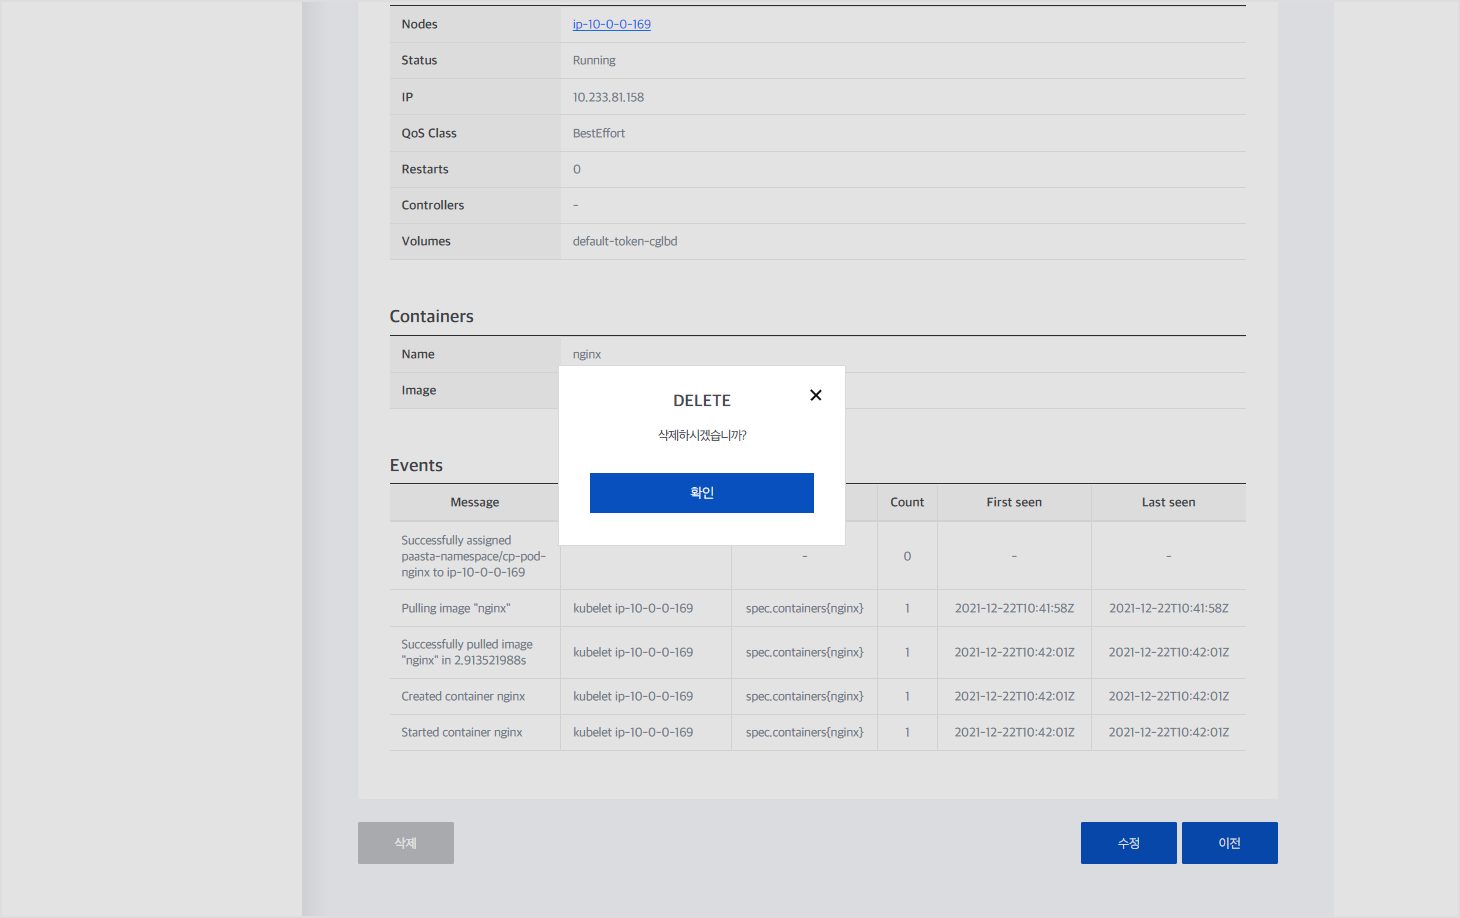 Nodes ip-10-0-0-169
Status Running
IP 10.233.81.158
QoS Class BestEffort
Restarts 0
Controllers -
Volumes default-token-cglbd
Containers
Name nginx
Image
DELETE
삭제하시겠습니까?
확인
Events
Message Count First seen Last seen
Successfully assigned
paasta-namespace/cp-pod-
nginx to ip-10-0-0-169
- 0 - -
Pulling image "nginx" kubelet ip-10-0-0-169 spec.containers{nginx} 1 2021-12-22T10:41:58Z 2021-12-22T10:41:58Z
Successfully pulled image
"nginx" in 2.913521988s
kubelet ip-10-0-0-169 spec.containers{nginx} 1 2021-12-22T10:42:01Z 2021-12-22T10:42:01Z
Created container nginx kubelet ip-10-0-0-169 spec.containers{nginx} 1 2021-12-22T10:42:01Z 2021-12-22T10:42:01Z
Started container nginx kubelet ip-10-0-0-169 spec.containers{nginx} 1 2021-12-22T10:42:01Z 2021-12-22T10:42:01Z
삭제 수정 이전